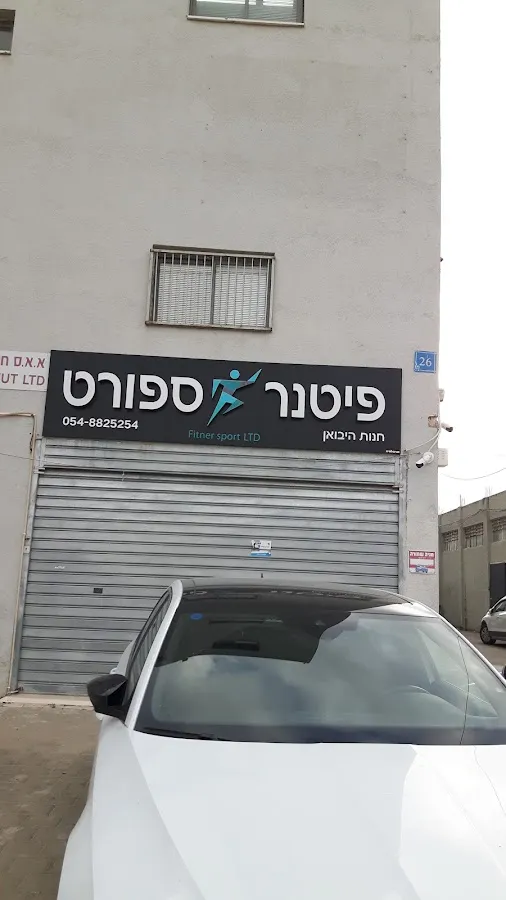 פיטנר ספורט
Fitner sport LTD
054-8825254
חנות היבואן
26
א.א.ס ח
UT LTD